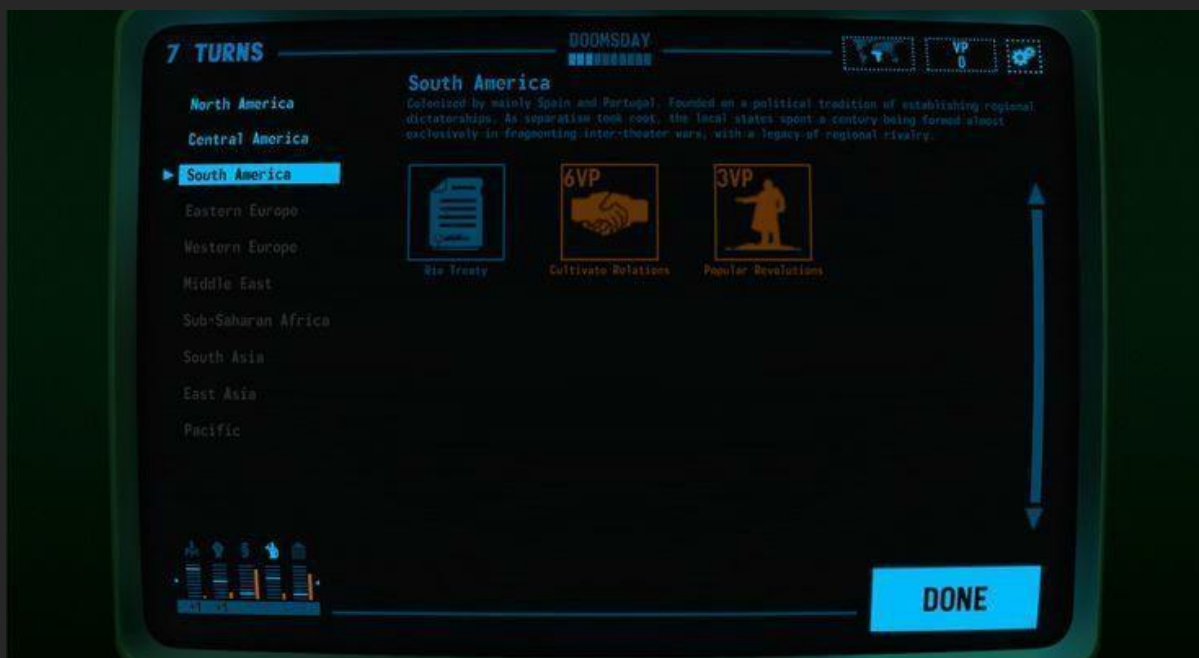 7 TURNS
DOOMSDAY
VP
0
North America
Central America
South America
Eastern Europe
Western Europe
Middle East
Sub-Saharan Africa
South Asia
East Asia
Pacific
South America
Colonized by mainly Spain and Portugal. Founded on a political tradition of establishing regional
dictatorships. As separatism took root, the local states spent a century being formed almost
exclusively in fragmenting inter-theater wars, with a legacy of regional rivalry.
6VP
3VP
Rio Treaty
Cultivate Relations
Popular Revolutions
+1 +1
DONE